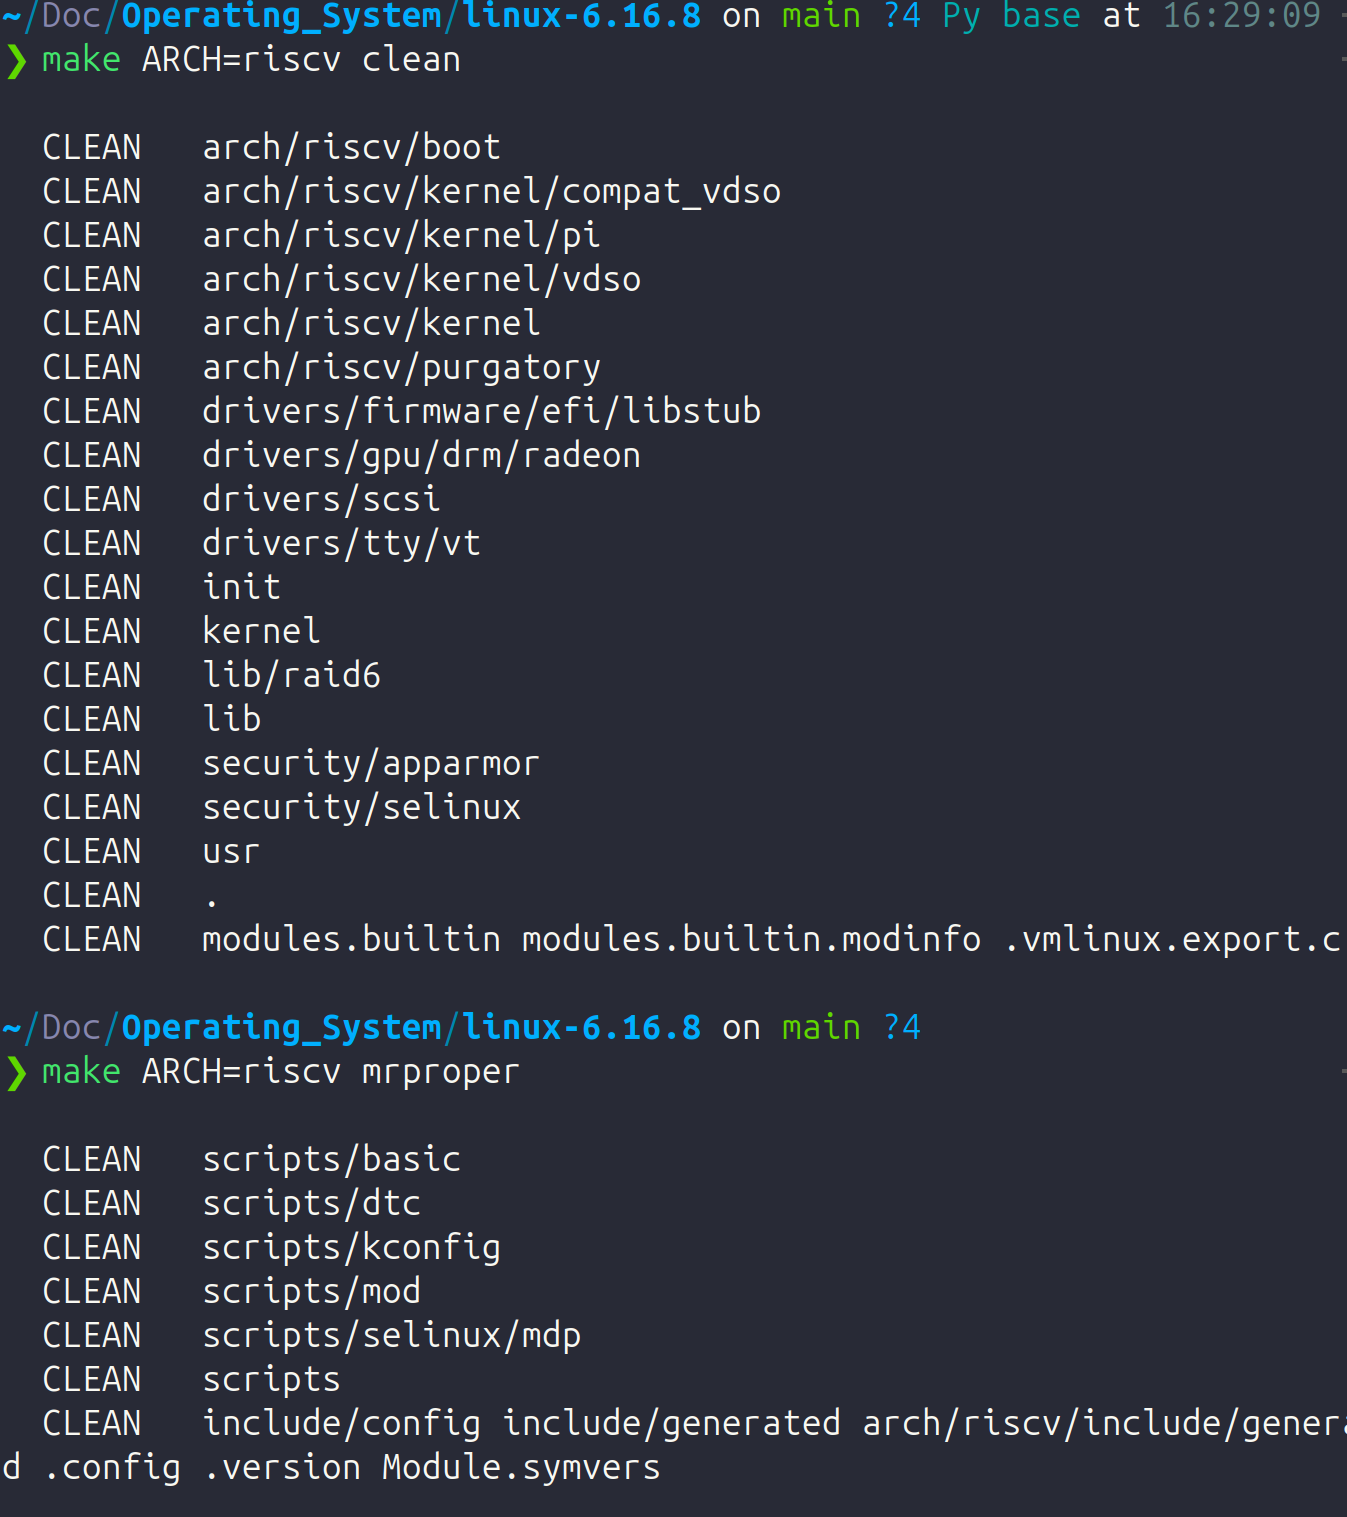 ~/Doc/Operating_System/linux-6.16.8 on main ?4 Py base at 16:29:09
❯ make ARCH=riscv clean
CLEAN   arch/riscv/boot
CLEAN   arch/riscv/kernel/compat_vdso
CLEAN   arch/riscv/kernel/pi
CLEAN   arch/riscv/kernel/vdso
CLEAN   arch/riscv/kernel
CLEAN   arch/riscv/purgatory
CLEAN   drivers/firmware/efi/libstub
CLEAN   drivers/gpu/drm/radeon
CLEAN   drivers/scsi
CLEAN   drivers/tty/vt
CLEAN   init
CLEAN   kernel
CLEAN   lib/raid6
CLEAN   lib
CLEAN   security/apparmor
CLEAN   security/selinux
CLEAN   usr
CLEAN   .
CLEAN   modules.builtin modules.builtin.modinfo .vmlinux.export.c
~/Doc/Operating_System/linux-6.16.8 on main ?4
❯ make ARCH=riscv mrproper
CLEAN   scripts/basic
CLEAN   scripts/dtc
CLEAN   scripts/kconfig
CLEAN   scripts/mod
CLEAN   scripts/selinux/mdp
CLEAN   scripts
CLEAN   include/config include/generated arch/riscv/include/genera
d .config .version Module.symvers